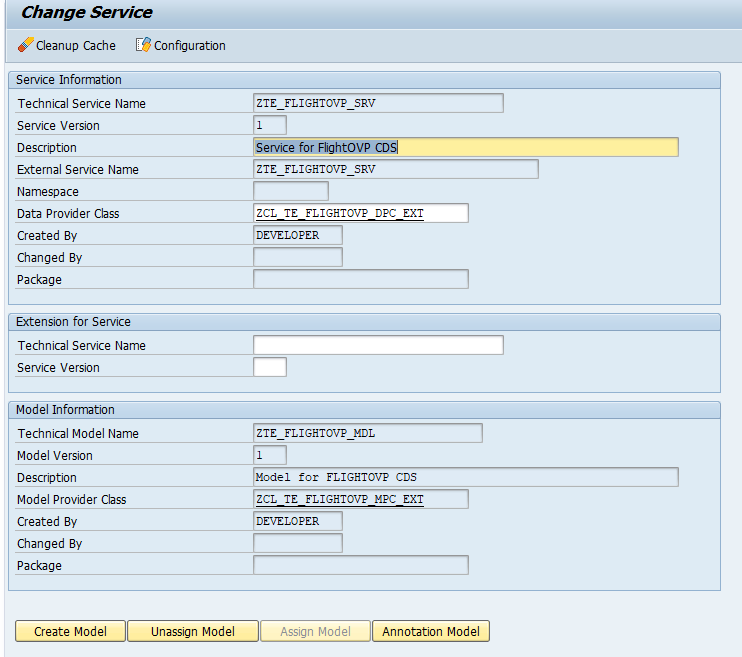 Change Service
Cleanup Cache Configuration
Service Information
Technical Service Name ZTE_FLIGHTOVP_SRV
Service Version 1
Description Service for FlightOVP CDS
External Service Name ZTE_FLIGHTOVP_SRV
Namespace
Data Provider Class ZCL_TE_FLIGHTOVP_DPC_EXT
Created By DEVELOPER
Changed By
Package
Extension for Service
Technical Service Name
Service Version
Model Information
Technical Model Name ZTE_FLIGHTOVP_MDL
Model Version 1
Description Model for FLIGHTOVP CDS
Model Provider Class ZCL_TE_FLIGHTOVP_MPC_EXT
Created By DEVELOPER
Changed By
Package
Create Model Unassign Model Assign Model Annotation Model